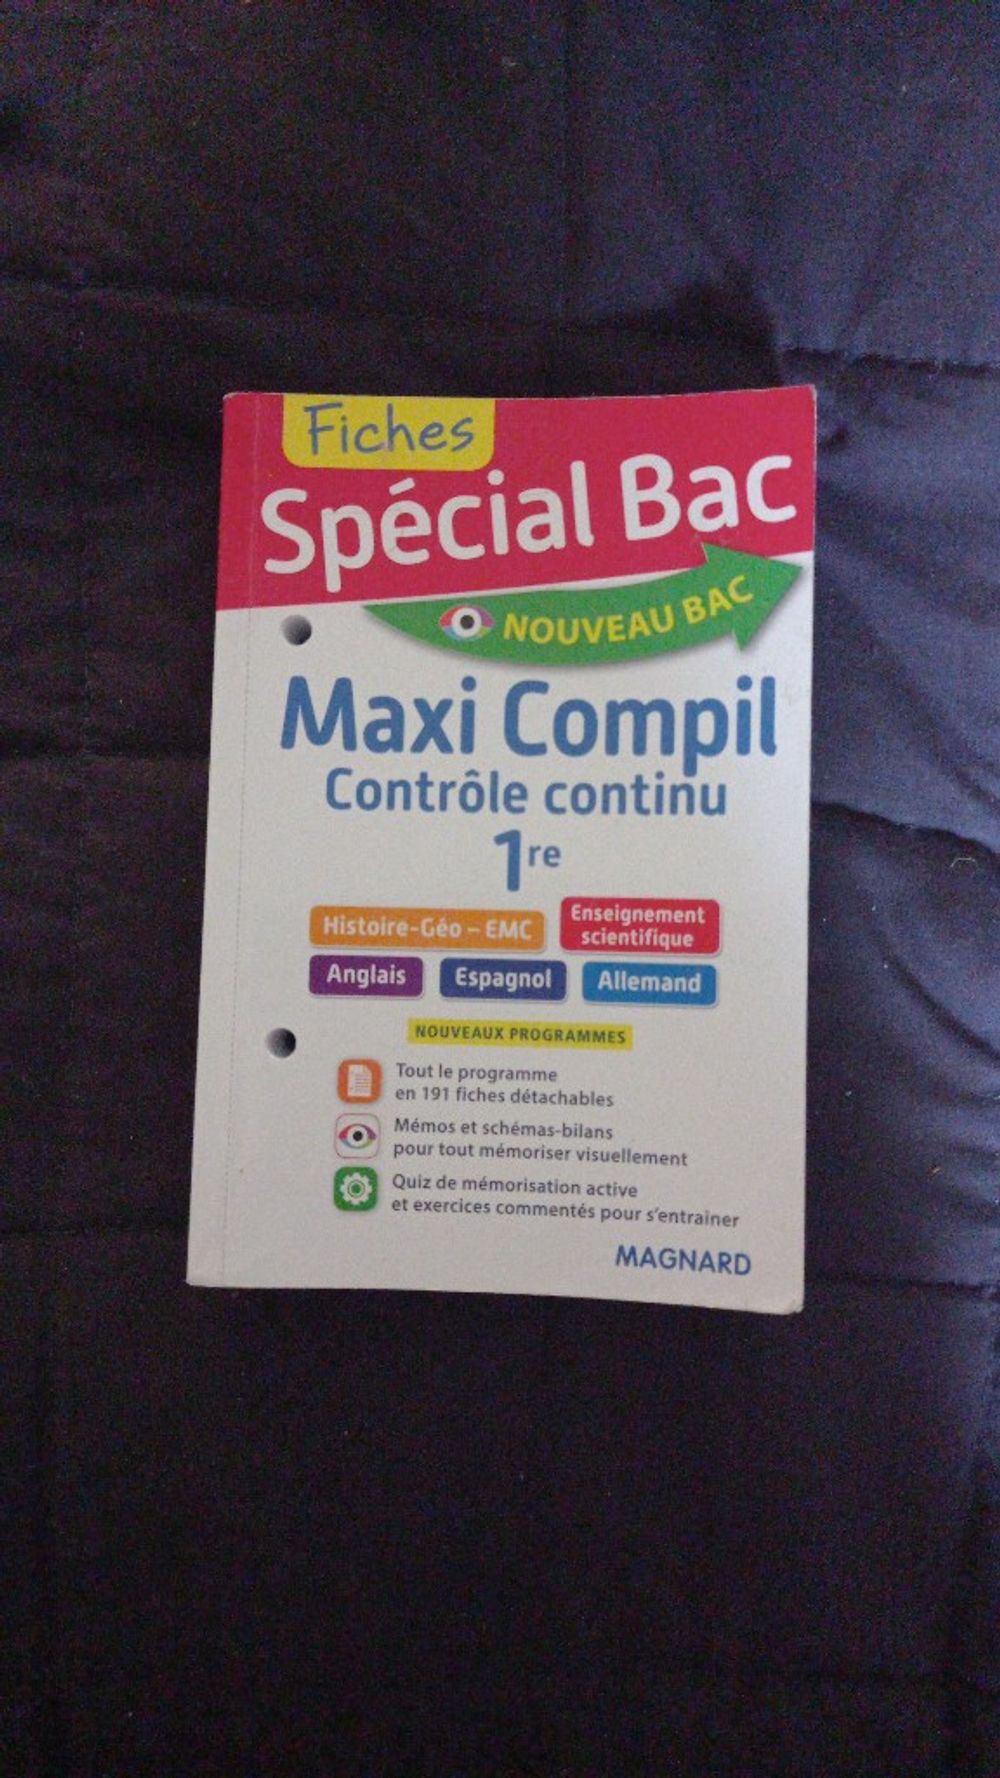 Fiches
Spécial Bac
NOUVEAU BAC
Maxi Compil
Contrôle continu
1re
Histoire-Géo – EMC
Enseignement
scientifique
Anglais
Espagnol
Allemand
NOUVEAUX PROGRAMMES
Tout le programme
en 191 fiches détachables
Mémos et schémas-bilans
pour tout mémoriser visuellement
Quiz de mémorisation active
et exercices commentés pour s'entrainer
MAGNARD